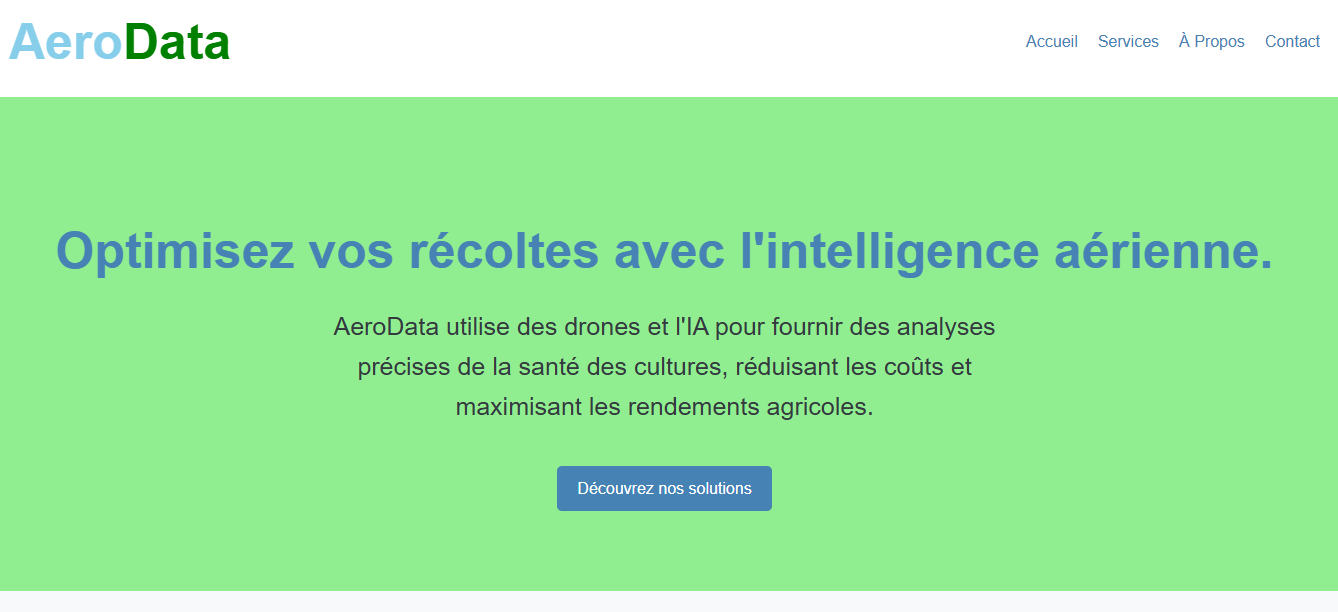 AeroData
Accueil Services À Propos Contact
Optimisez vos récoltes avec l'intelligence aérienne.
AeroData utilise des drones et l'IA pour fournir des analyses
précises de la santé des cultures, réduisant les coûts et
maximisant les rendements agricoles.
Découvrez nos solutions